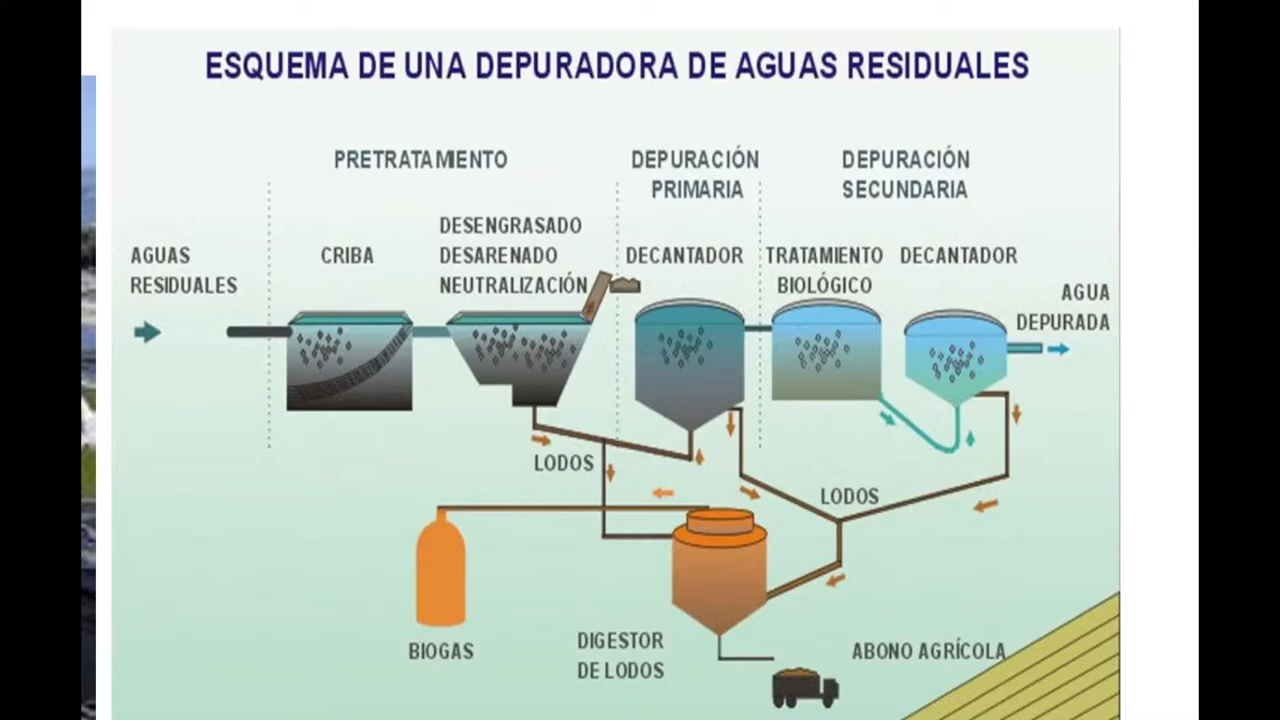 ESQUEMA DE UNA DEPURADORA DE AGUAS RESIDUALES
PRETRATAMIENTO
DEPURACIÓN
PRIMARIA
DEPURACIÓN
SECUNDARIA
AGUAS
RESIDUALES
CRIBA
DESENGRASADO
DESARENADO
NEUTRALIZACIÓN
DECANTADOR
TRATAMIENTO
BIOLÓGICO
DECANTADOR
AGUA
DEPURADA
LODOS
LODOS
BIOGAS
DIGESTOR
DE LODOS
ABONO AGRÍCOLA